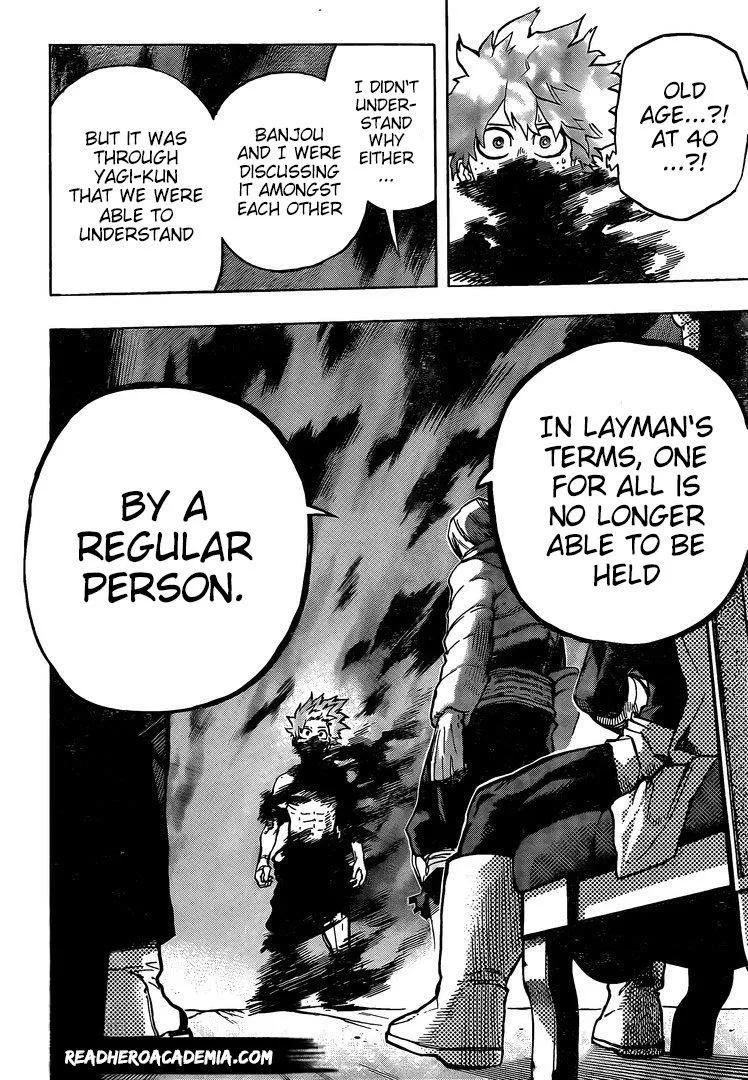 OLD
AGE...?!
AT 40
...?!
I DIDN'T
UNDER-
STAND
WHY
EITHER
...
BANJOU
AND I WERE
DISCUSSING
IT AMONGST
EACH OTHER
BUT IT WAS
THROUGH
YAGI-KUN
THAT WE WERE
ABLE TO
UNDERSTAND
IN LAYMAN'S
TERMS, ONE
FOR ALL IS
NO LONGER
ABLE TO BE
HELD
BY A
REGULAR
PERSON.
READHEROACADEMIA.COM